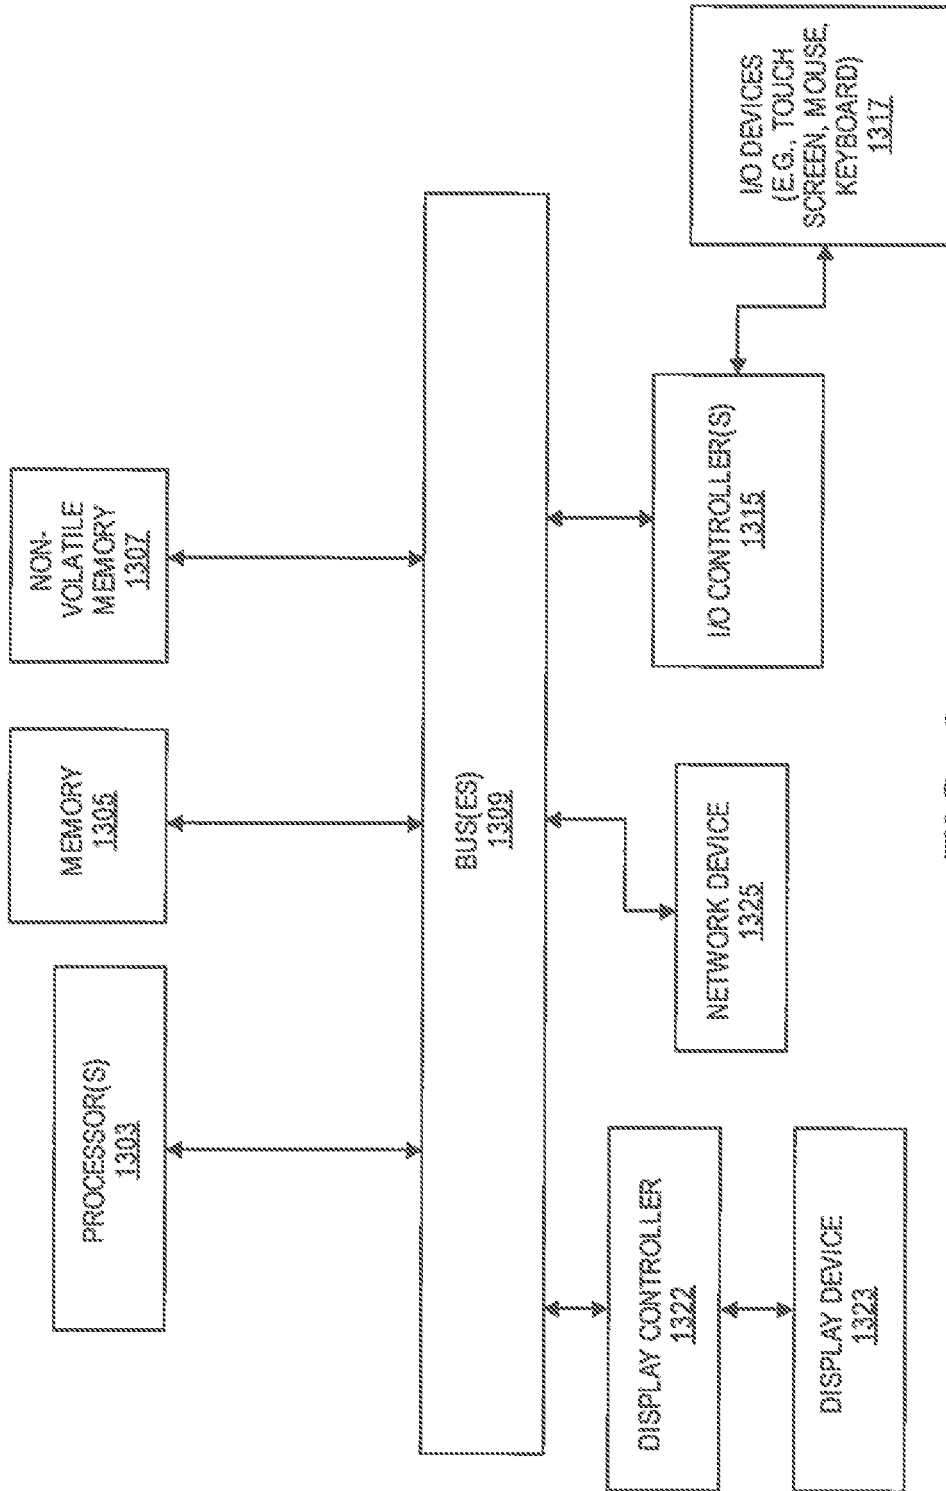 PROCESSOR(S)
1303
MEMORY
1305
NON-
VOLATILE
MEMORY
1307
BUS(ES)
1309
DISPLAY CONTROLLER
1322
DISPLAY DEVICE
1323
NETWORK DEVICE
1325
I/O CONTROLLER(S)
1315
I/O DEVICES
(E.G., TOUCH
SCREEN, MOUSE,
KEYBOARD)
1317